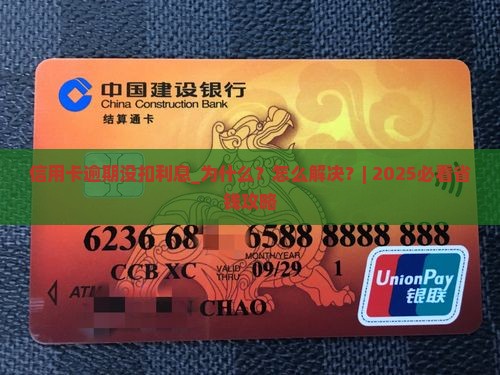 中国建设银行
China Construction Bank
结算通卡
信用卡逾期没扣利息_为什么？怎么解决？| 2025必看省
钱攻略
6236 68 6588 8888 888
MONTH/YEAR
CCB XC VALID THRU 09/29 1
ATM
CHAO
UnionPay
银联